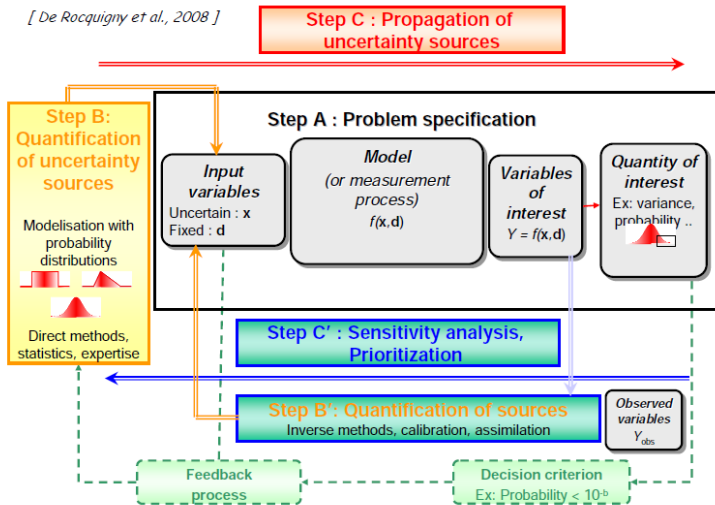 [ De Rocquigny et al., 2008 ]
Step C : Propagation of
uncertainty sources
Step B:
Quantification
of uncertainty
sources
Modelisation with
probability
distributions
Direct methods,
statistics, expertise
Step A : Problem specification
Input
variables
Uncertain : x
Fixed : d
Model
(or measurement
process)
f(x,d)
Variables
of
interest
Y = f(x,d)
Quantity of
interest
Ex: variance,
probability ..
Step C' : Sensitivity analysis,
Prioritization
Step B': Quantification of sources
Inverse methods, calibration, assimilation
Observed
variables
Yobs
Feedback
process
Decision criterion
Ex: Probability < 10-b